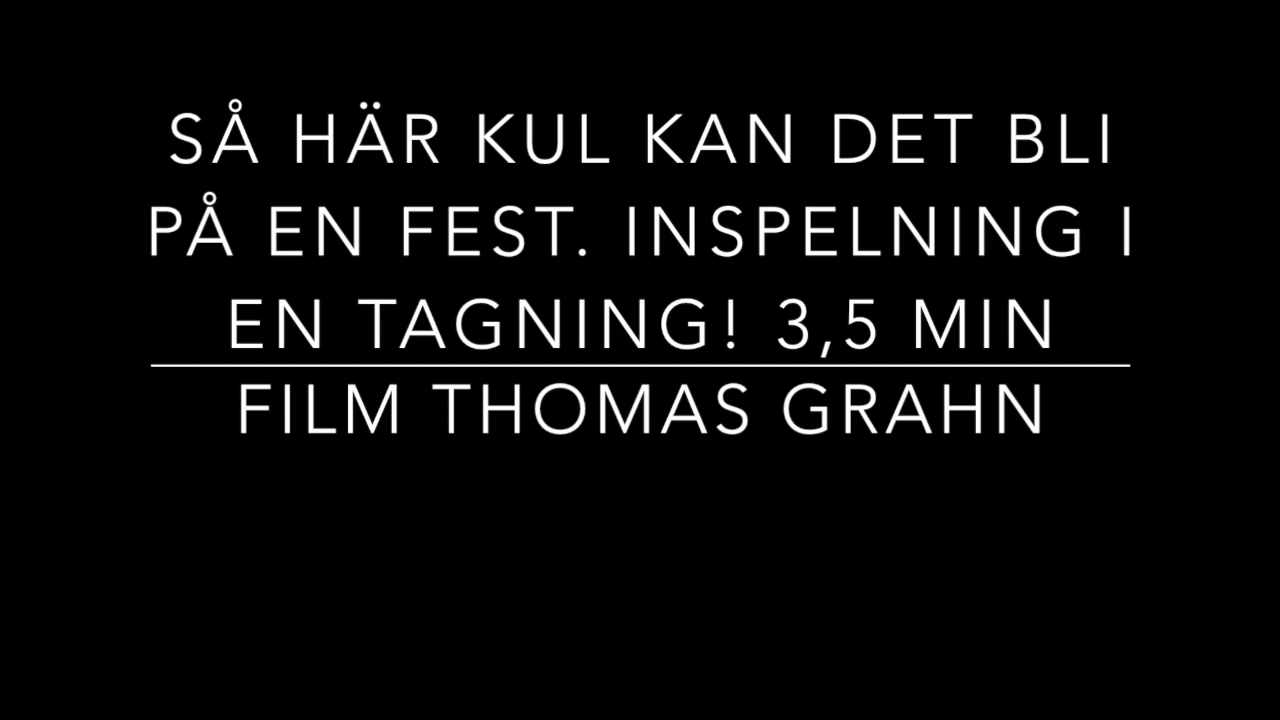 SÅ HÄR KUL KAN DET BLI
PÅ EN FEST. INSPELNING I
EN TAGNING! 3,5 MIN
FILM THOMAS GRAHN